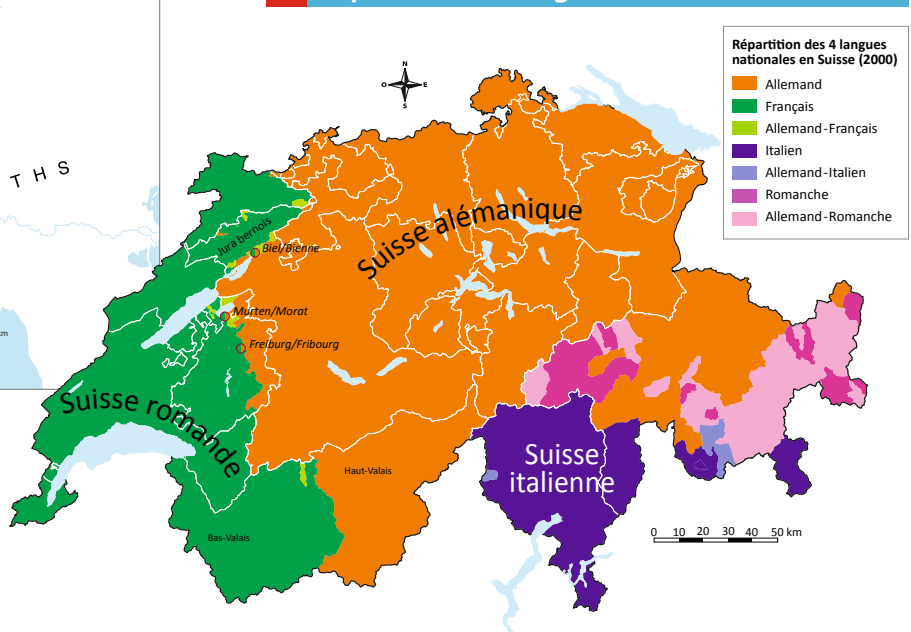 T H S
km
N
O E
S
Répartition des 4 langues
nationales en Suisse (2000)
Allemand
Français
Allemand-Français
Italien
Allemand-Italien
Romanche
Allemand-Romanche
Suisse alémanique
Jura bernois
Biel/Bienne
Murten/Morat
Freiburg/Fribourg
Suisse romande
Haut-Valais
Bas-Valais
Suisse
italienne
0 10 20 30 40 50 km